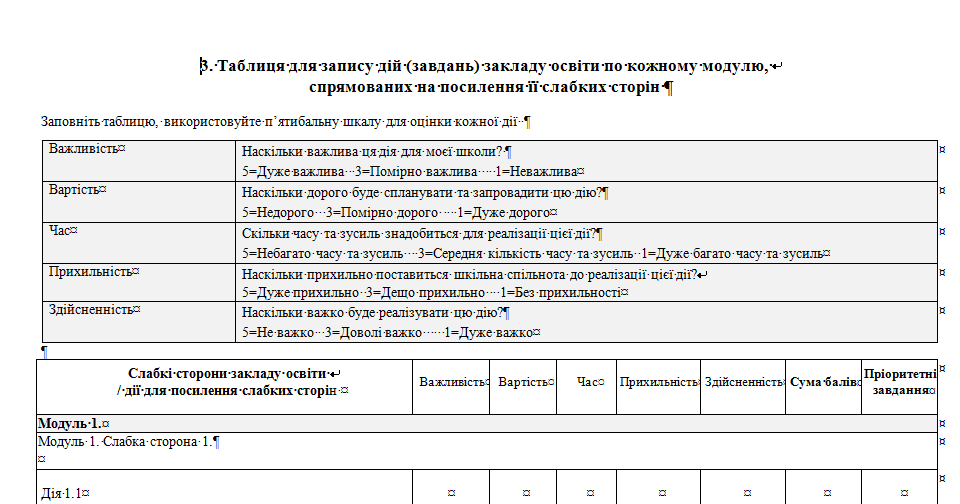 3. Таблиця для запису дій (завдань) закладу освіти по кожному модулю,
спрямованих на посилення її слабких сторін
Заповніть таблицю, використовуйте п’ятибальну шкалу для оцінки кожної дії
Важливість
Наскільки важлива ця дія для моєї школи?
5=Дуже важлива 3=Помірно важлива 1=Неважлива
Вартість
Наскільки дорого буде спланувати та запровадити цю дію?
5=Недорого 3=Помірно дорого 1=Дуже дорого
Час
Скільки часу та зусиль знадобиться для реалізації цієї дії?
5=Небагато часу та зусиль 3=Середня кількість часу та зусиль 1=Дуже багато часу та зусиль
Прихильність
Наскільки прихильно поставиться шкільна спільнота до реалізації цієї дії?
5=Дуже прихильно 3=Дещо прихильно 1=Без прихильності
Здійсненність
Наскільки важко буде реалізувати цю дію?
5=Не важко 3=Доволі важко 1=Дуже важко
Слабкі сторони закладу освіти
/ дії для посилення слабких сторін
Важливість
Вартість
Час
Прихильність
Здійсненність
Сума балів
Пріоритетні
завдання
Модуль 1.
Модуль 1. Слабка сторона 1.
Дія 1.1